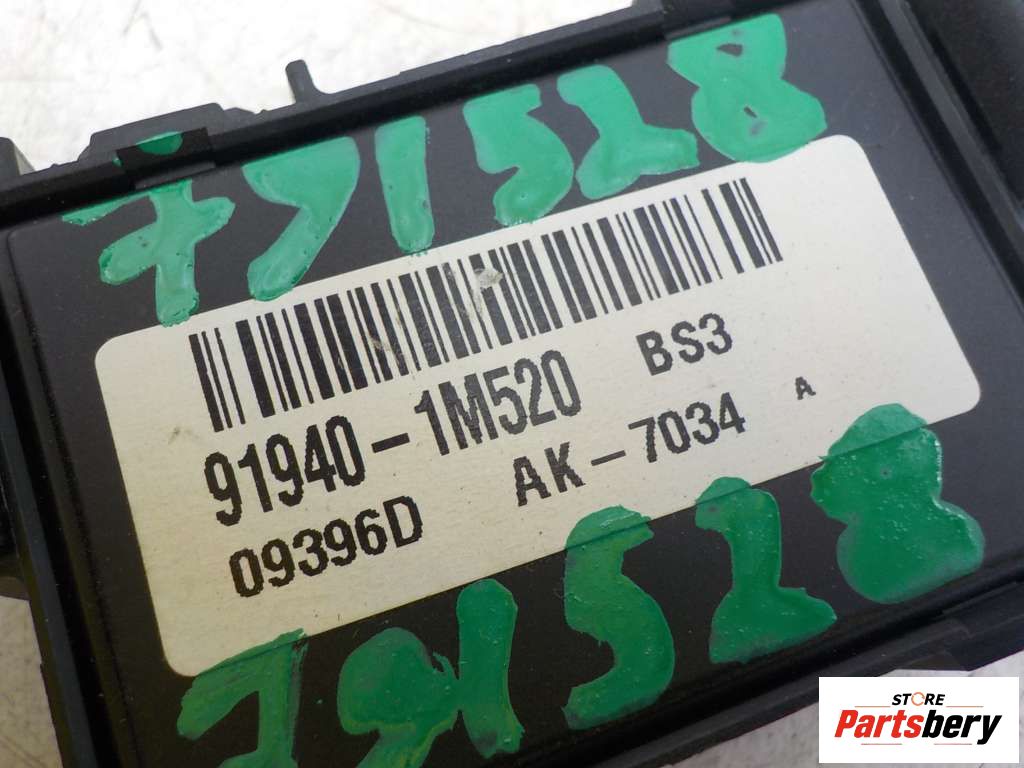 791528
91940-1M520 BS3
09396D AK-7034 A
791528
STORE
Partsbery